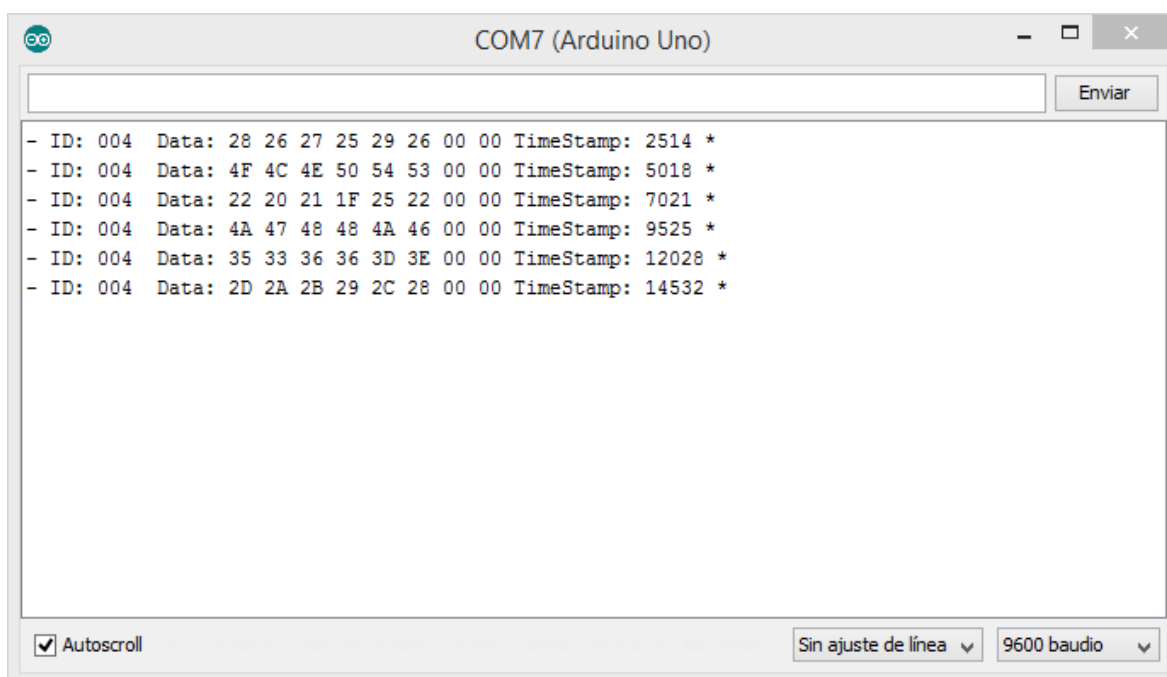 COM7 (Arduino Uno)
Enviar
- ID: 004  Data: 28 26 27 25 29 26 00 00 TimeStamp: 2514 *
- ID: 004  Data: 4F 4C 4E 50 54 53 00 00 TimeStamp: 5018 *
- ID: 004  Data: 22 20 21 1F 25 22 00 00 TimeStamp: 7021 *
- ID: 004  Data: 4A 47 48 48 4A 46 00 00 TimeStamp: 9525 *
- ID: 004  Data: 35 33 36 36 3D 3E 00 00 TimeStamp: 12028 *
- ID: 004  Data: 2D 2A 2B 29 2C 28 00 00 TimeStamp: 14532 *
Autoscroll Sin ajuste de línea 9600 baudio